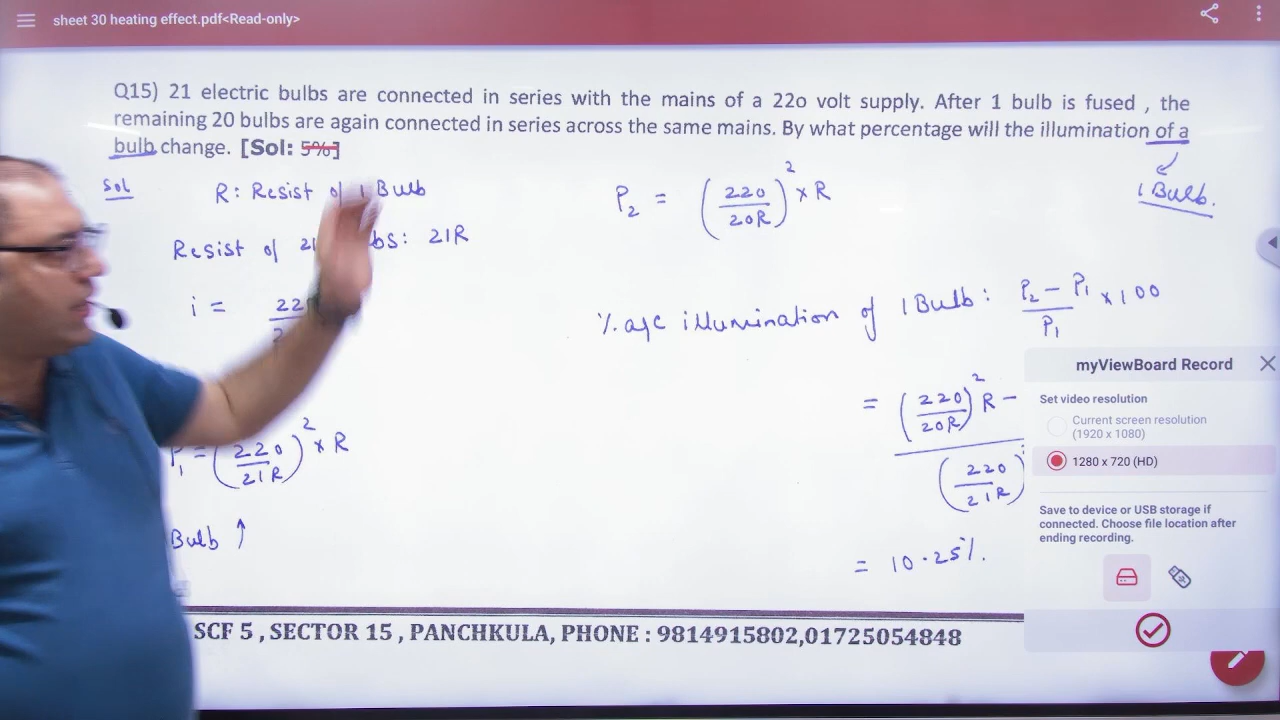 sheet 30 heating effect.pdf<Read-only>
Q15) 21 electric bulbs are connected in series with the mains of a 22o volt supply. After 1 bulb is fused , the
remaining 20 bulbs are again connected in series across the same mains. By what percentage will the illumination of a
bulb change. [Sol: 5%]
Sol
R: Resist of 1 Bulb
Resist of 21 bs: 21R
i = 22
P₁ = (220/21R)² × R
Bulb ↑
P₂ = (220/20R)² × R
1 Bulb.
% age illumination of 1 Bulb: P₂ - P₁/P₁ × 100
= (220/20R)² R -
(220/21R)
= 10.25%.
myViewBoard Record
Set video resolution
Current screen resolution
(1920 x 1080)
1280 x 720 (HD)
Save to device or USB storage if
connected. Choose file location after
ending recording.
SCF 5 , SECTOR 15 , PANCHKULA, PHONE : 9814915802,01725054848